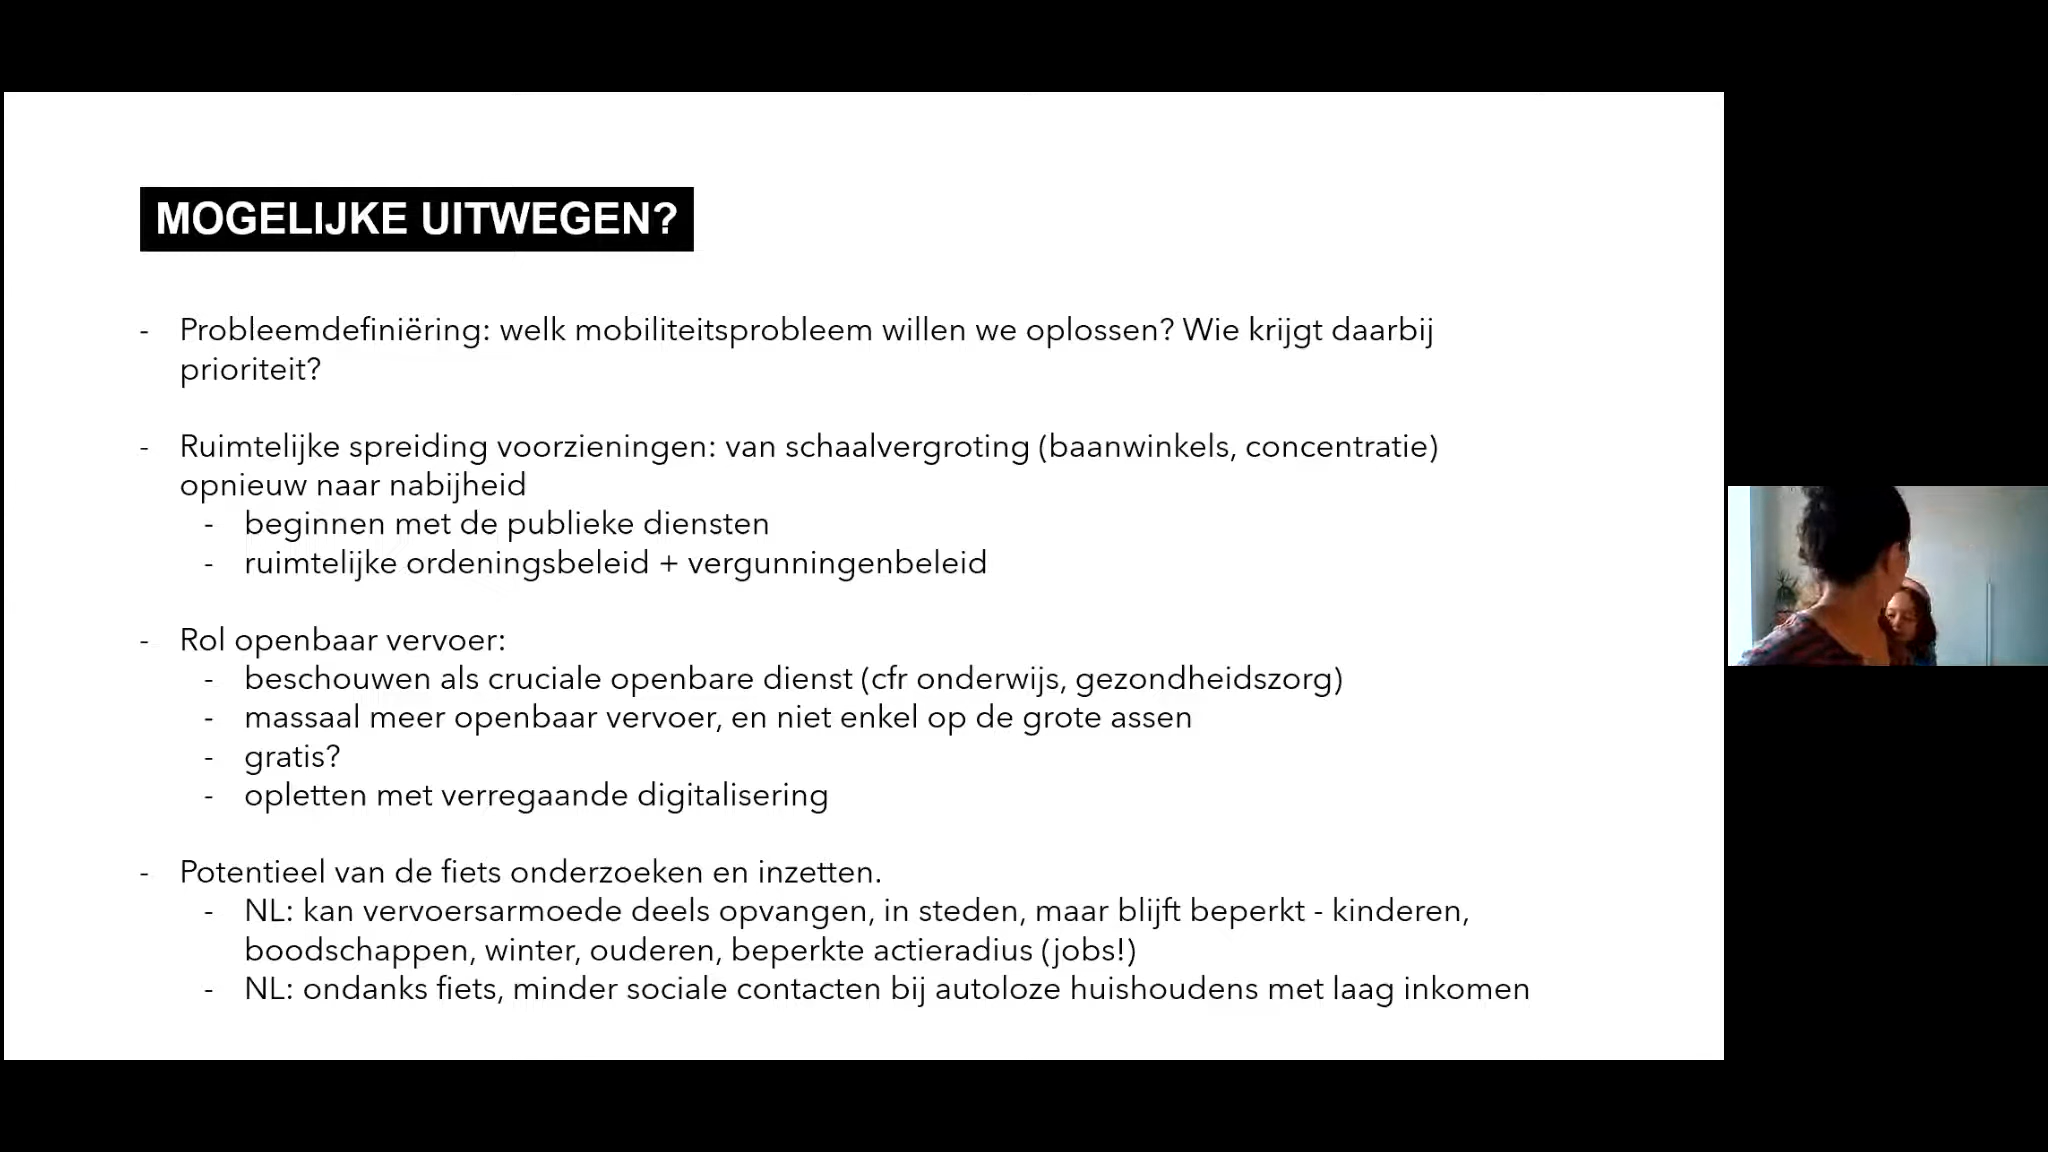 MOGELIJKE UITWEGEN?
- Probleemdefiniëring: welk mobiliteitsprobleem willen we oplossen? Wie krijgt daarbij
prioriteit?
- Ruimtelijke spreiding voorzieningen: van schaalvergroting (baanwinkels, concentratie)
opnieuw naar nabijheid
- beginnen met de publieke diensten
- ruimtelijke ordeningsbeleid + vergunningenbeleid
- Rol openbaar vervoer:
- beschouwen als cruciale openbare dienst (cfr onderwijs, gezondheidszorg)
- massaal meer openbaar vervoer, en niet enkel op de grote assen
- gratis?
- opletten met verregaande digitalisering
- Potentieel van de fiets onderzoeken en inzetten.
- NL: kan vervoersarmoede deels opvangen, in steden, maar blijft beperkt - kinderen,
boodschappen, winter, ouderen, beperkte actieradius (jobs!)
- NL: ondanks fiets, minder sociale contacten bij autoloze huishoudens met laag inkomen